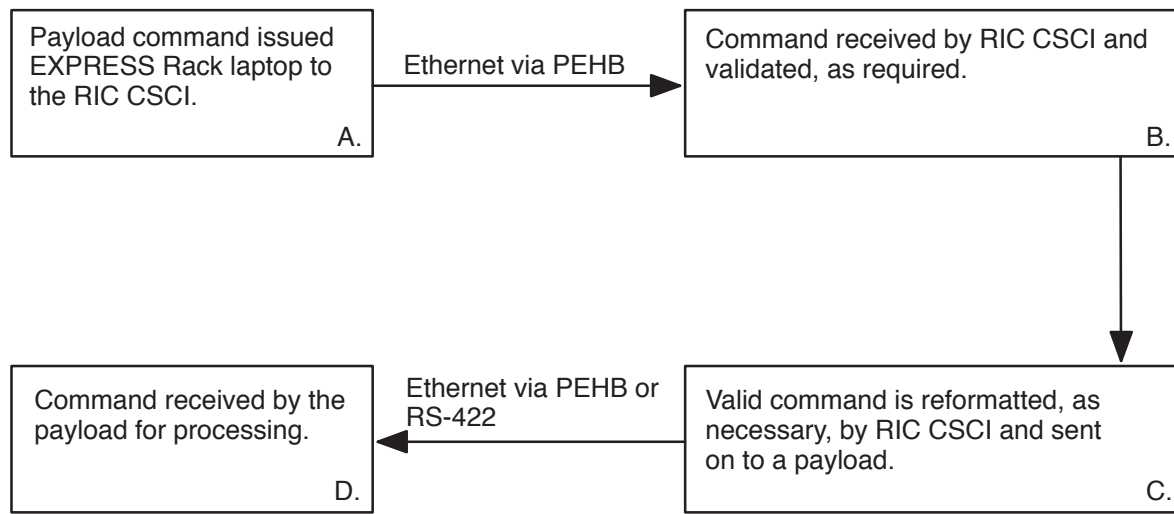 Payload command issued
EXPRESS Rack laptop to
the RIC CSCI.
A.
Ethernet via PEHB
Command received by RIC CSCI and
validated, as required.
B.
Command received by the
payload for processing.
D.
Ethernet via PEHB or
RS-422
Valid command is reformatted, as
necessary, by RIC CSCI and sent
on to a payload.
C.